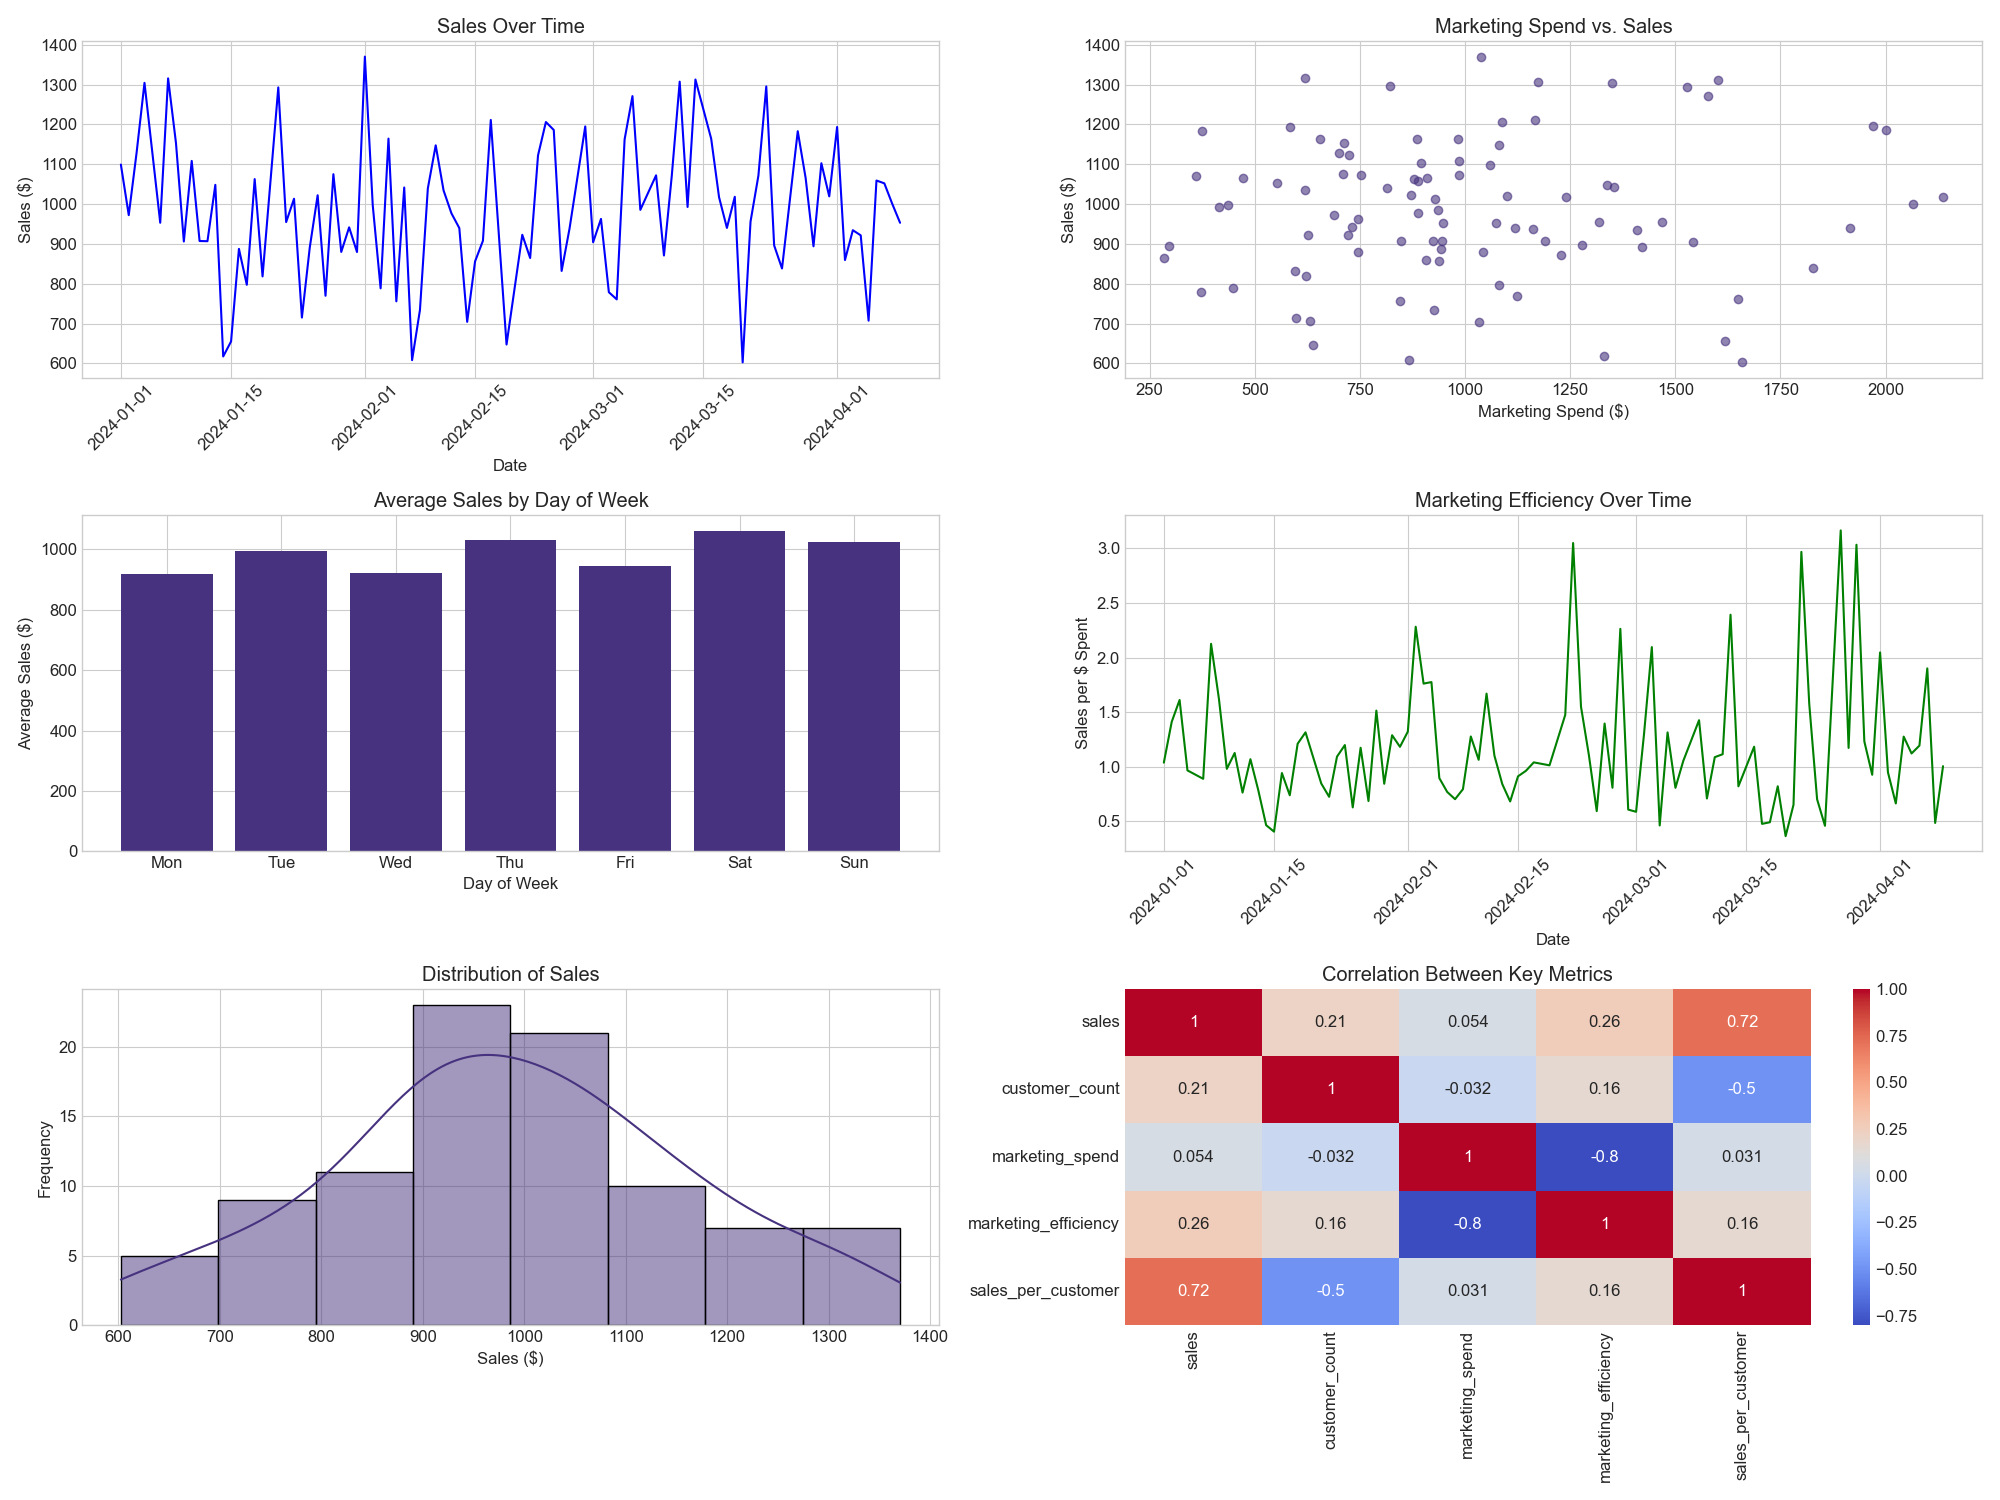 Sales Over Time
1400
1300
1200
1100
1000
900
800
700
600
Sales ($)
2024-01-01
2024-01-15
2024-02-01
2024-02-15
2024-03-01
2024-03-15
2024-04-01
Date
Marketing Spend vs. Sales
1400
1300
1200
1100
1000
900
800
700
600
Sales ($)
250 500 750 1000 1250 1500 1750 2000
Marketing Spend ($)
Average Sales by Day of Week
1000
800
600
400
200
0
Average Sales ($)
Mon Tue Wed Thu Fri Sat Sun
Day of Week
Marketing Efficiency Over Time
3.0
2.5
2.0
1.5
1.0
0.5
Sales per $ Spent
2024-01-01
2024-01-15
2024-02-01
2024-02-15
2024-03-01
2024-03-15
2024-04-01
Date
Distribution of Sales
20
15
10
5
0
Frequency
600 700 800 900 1000 1100 1200 1300 1400
Sales ($)
Correlation Between Key Metrics
sales 1 0.21 0.054 0.26 0.72
customer_count 0.21 1 -0.032 0.16 -0.5
marketing_spend 0.054 -0.032 1 -0.8 0.031
marketing_efficiency 0.26 0.16 -0.8 1 0.16
sales_per_customer 0.72 -0.5 0.031 0.16 1
sales
customer_count
marketing_spend
marketing_efficiency
sales_per_customer
1.00
0.75
0.50
0.25
0.00
−0.25
−0.50
−0.75